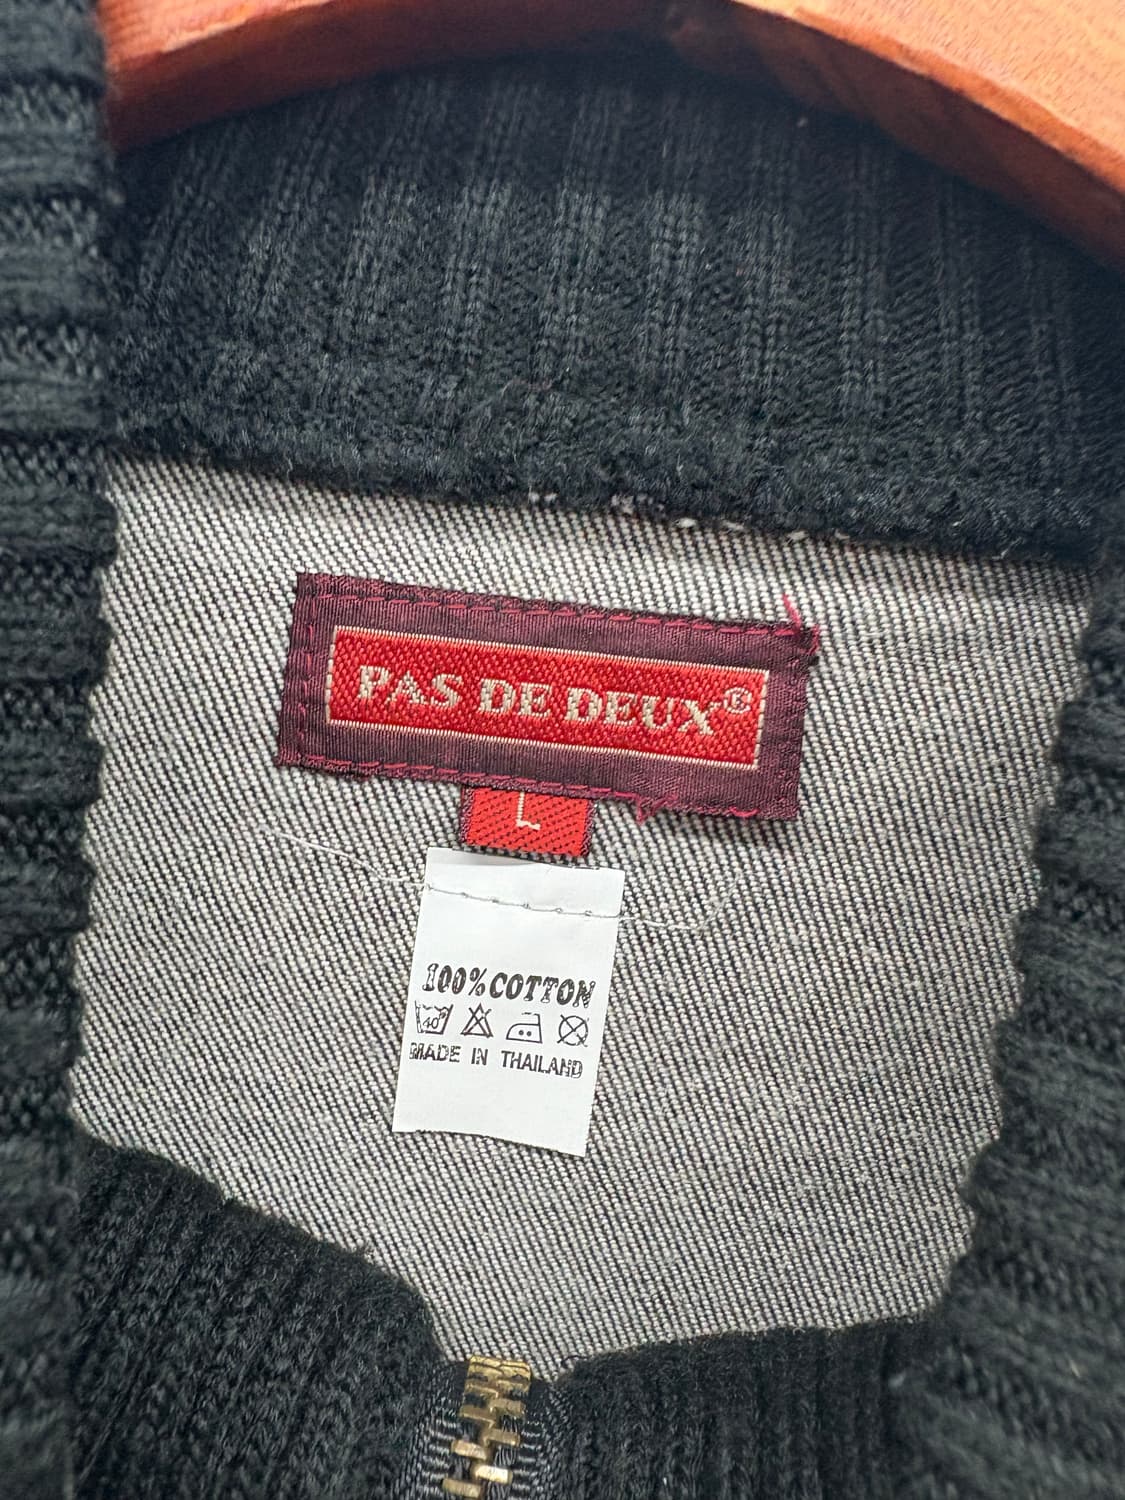 PAS DE DEUX®
L
100%COTTON
40°
MADE IN THAILAND